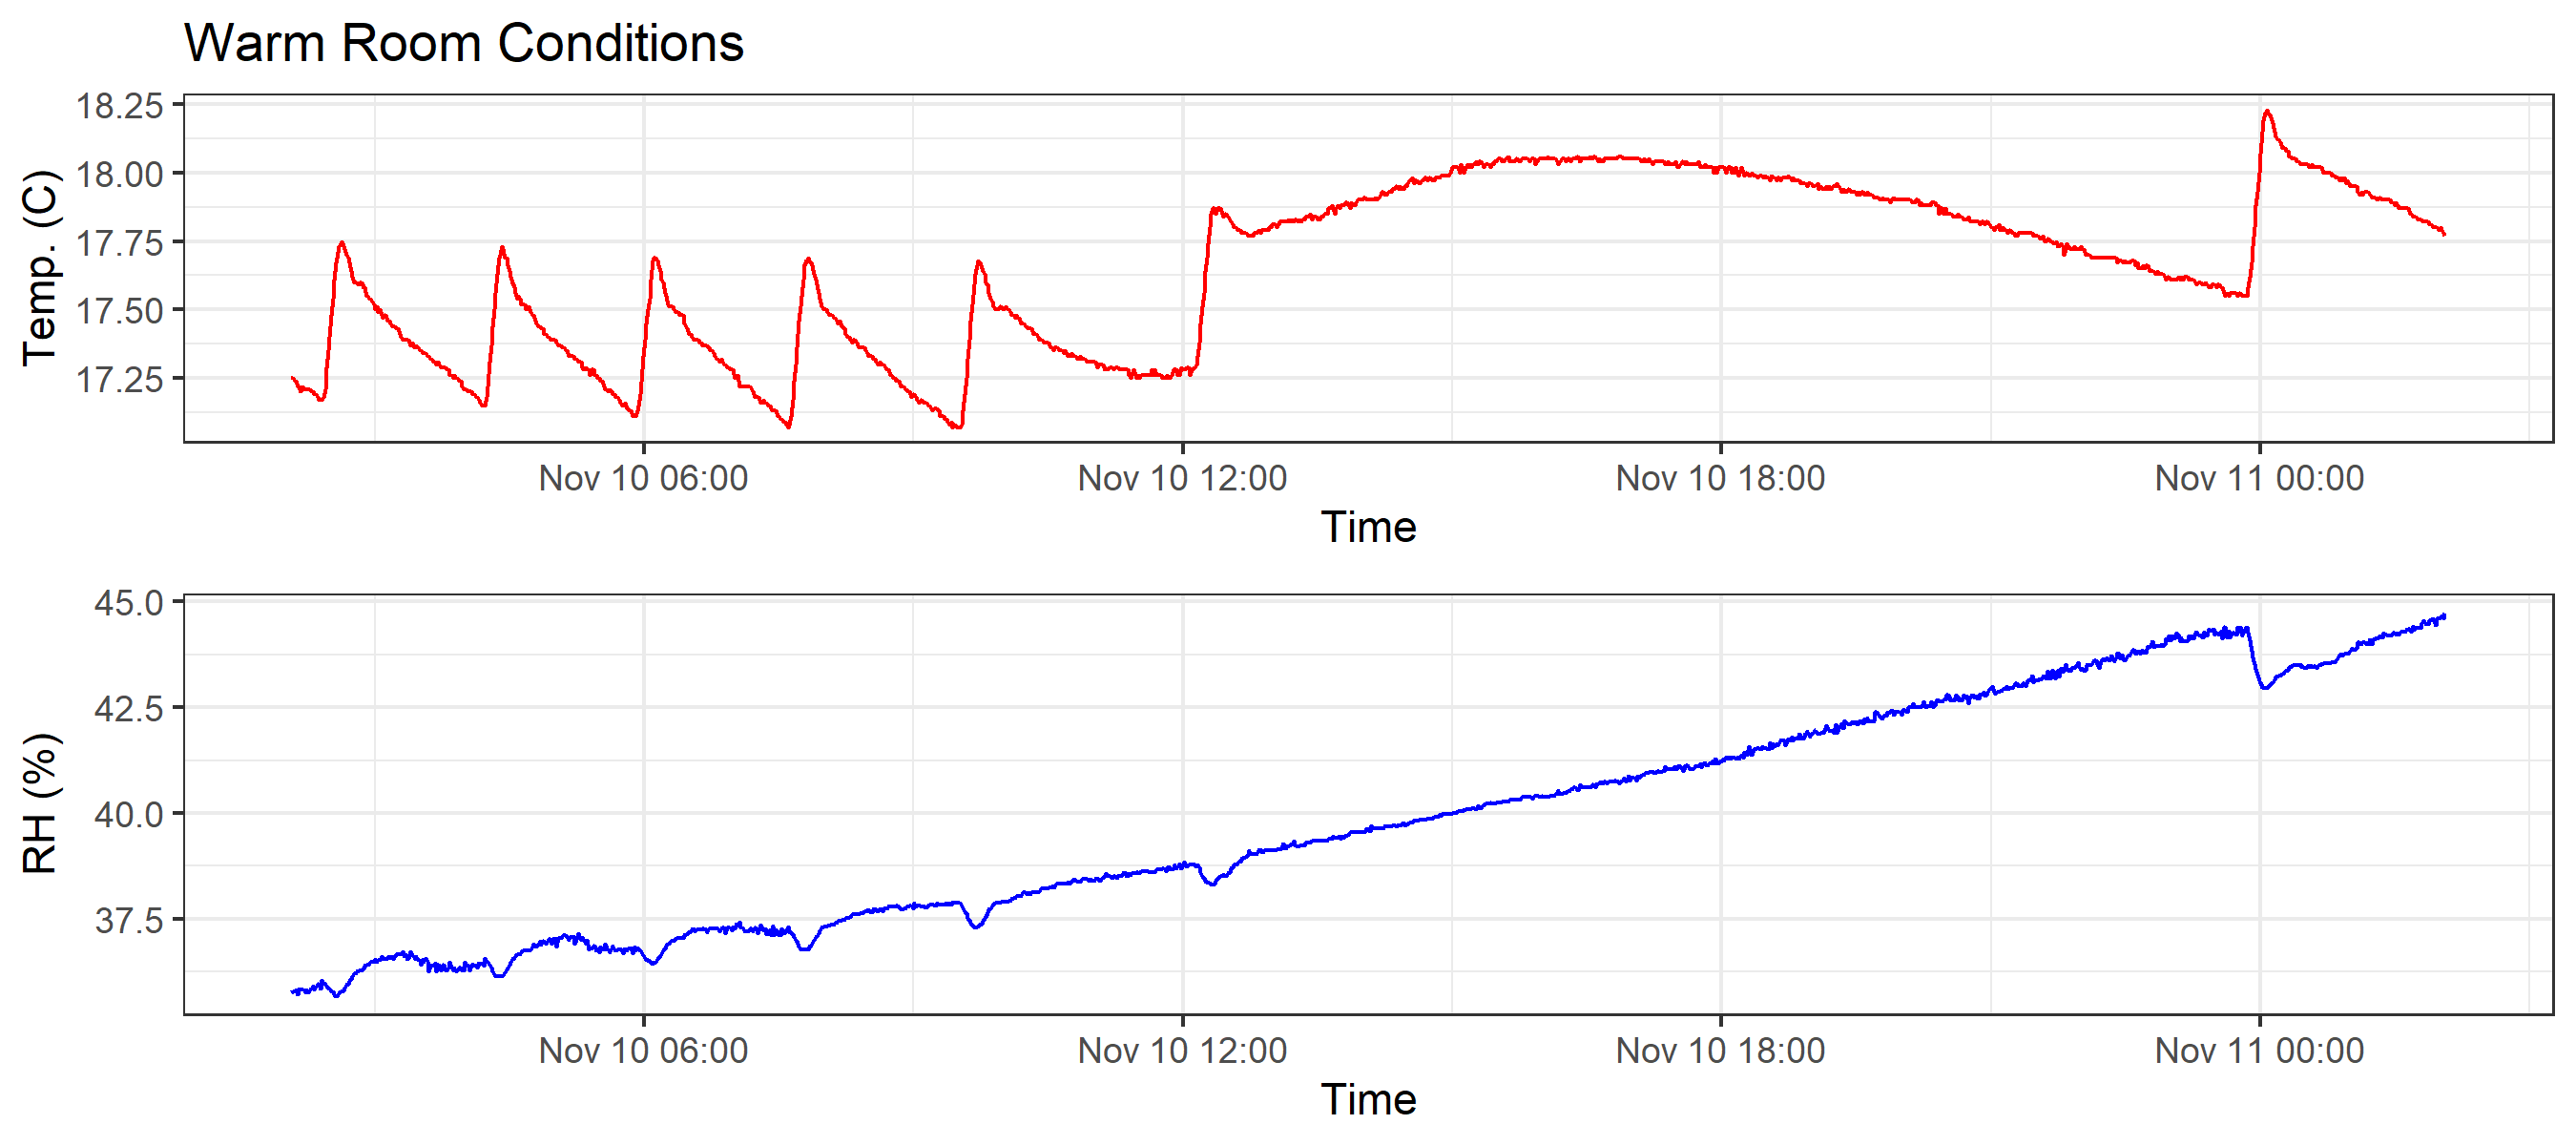 Warm Room Conditions
18.25
18.00
17.75
17.50
17.25
Temp. (C)
Nov 10 06:00 Nov 10 12:00 Nov 10 18:00 Nov 11 00:00
Time
45.0
42.5
40.0
37.5
RH (%)
Nov 10 06:00 Nov 10 12:00 Nov 10 18:00 Nov 11 00:00
Time